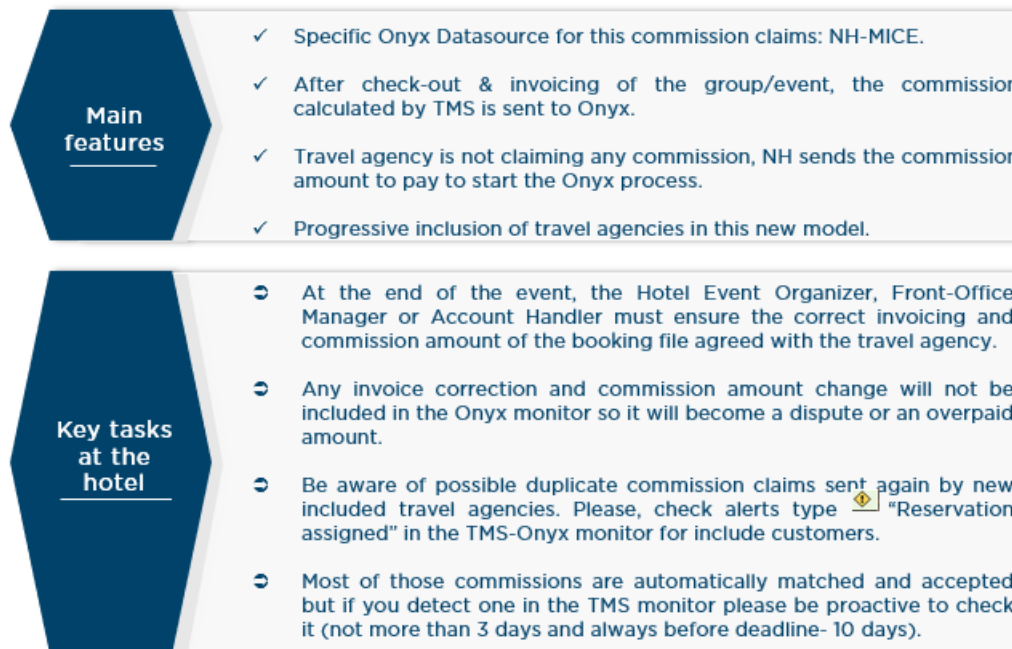 Main
features
✓ Specific Onyx Datasource for this commission claims: NH-MICE.
✓ After check-out & invoicing of the group/event, the commission
calculated by TMS is sent to Onyx.
✓ Travel agency is not claiming any commission, NH sends the commission
amount to pay to start the Onyx process.
✓ Progressive inclusion of travel agencies in this new model.
Key tasks
at the
hotel
➲ At the end of the event, the Hotel Event Organizer, Front-Office
Manager or Account Handler must ensure the correct invoicing and
commission amount of the booking file agreed with the travel agency.
➲ Any invoice correction and commission amount change will not be
included in the Onyx monitor so it will become a dispute or an overpaid
amount.
➲ Be aware of possible duplicate commission claims sent again by new
included travel agencies. Please, check alerts type “Reservation
assigned” in the TMS-Onyx monitor for include customers.
➲ Most of those commissions are automatically matched and accepted
but if you detect one in the TMS monitor please be proactive to check
it (not more than 3 days and always before deadline- 10 days).